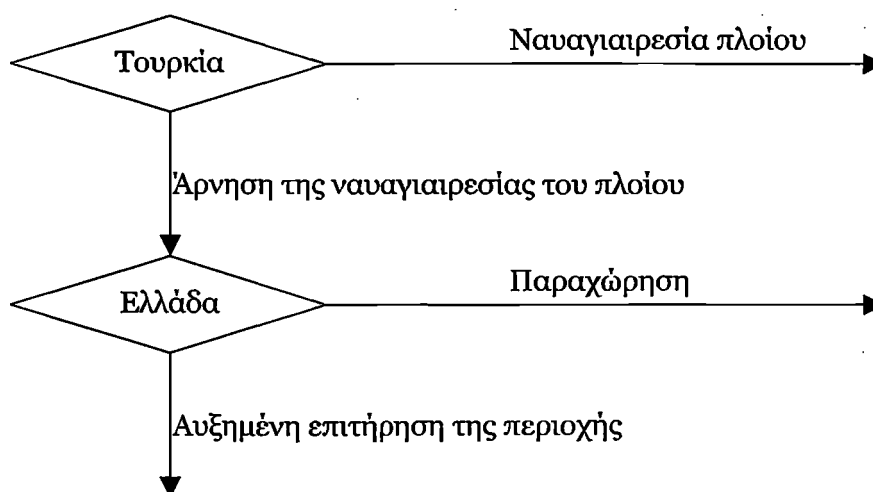 Ναυαγιαιρεσία πλοίου
Τουρκία
Άρνηση της ναυαγιαιρεσίας του πλοίου
Παραχώρηση
Ελλάδα
Αυξημένη επιτήρηση της περιοχής